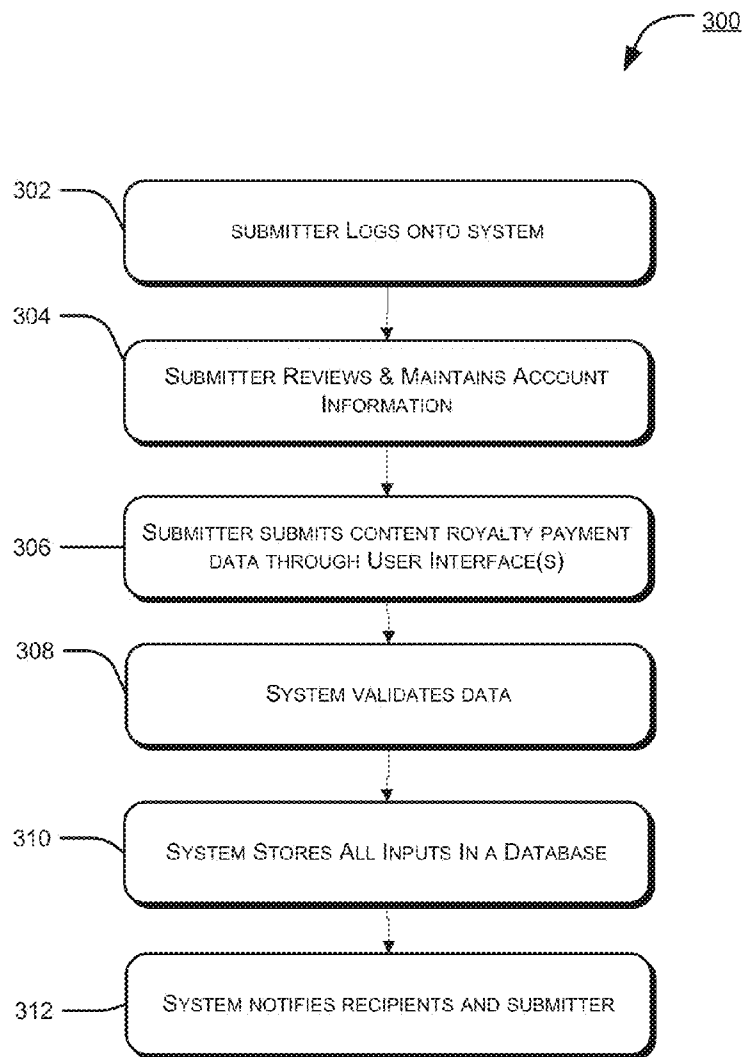 300
302
SUBMITTER LOGS ONTO SYSTEM
304
SUBMITTER REVIEWS & MAINTAINS ACCOUNT
INFORMATION
306
SUBMITTER SUBMITS CONTENT ROYALTY PAYMENT
DATA THROUGH USER INTERFACE(S)
308
SYSTEM VALIDATES DATA
310
SYSTEM STORES ALL INPUTS IN A DATABASE
312
SYSTEM NOTIFIES RECIPIENTS AND SUBMITTER